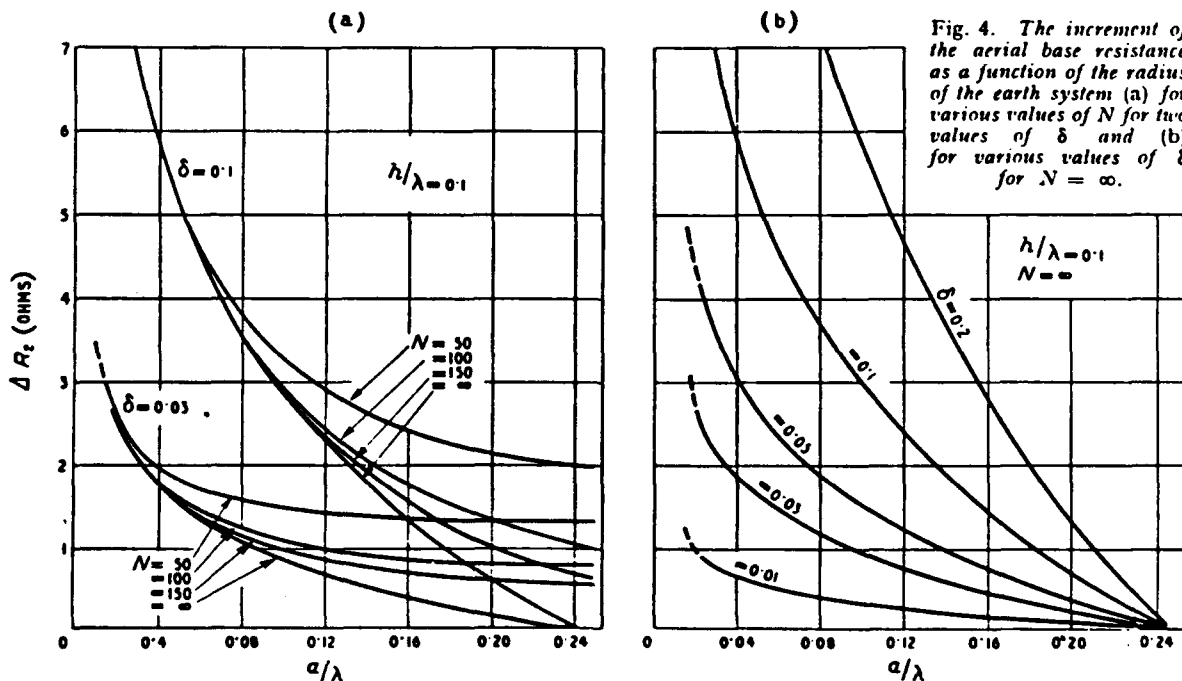 (a)
(b)
Fig. 4. The increment of
the aerial base resistance
as a function of the radius
of the earth system (a) for
various values of N for two
values of δ and (b)
for various values of δ
for N = ∞.
7
6
5
4
3
2
1
0
Δ R₂ (OHMS)
δ=0·1
h/λ=0·1
N= 50
=100
=150
= ∞
δ=0·03
N= 50
=100
=150
= ∞
0·4
0·08
0·12
0·16
0·20
0·24
a/λ
h/λ=0·1
N=∞
δ=0·2
=0·1
=0·05
=0·03
=0·01
0
0·04
0·08
0·12
0·16
0·20
0·24
a/λ